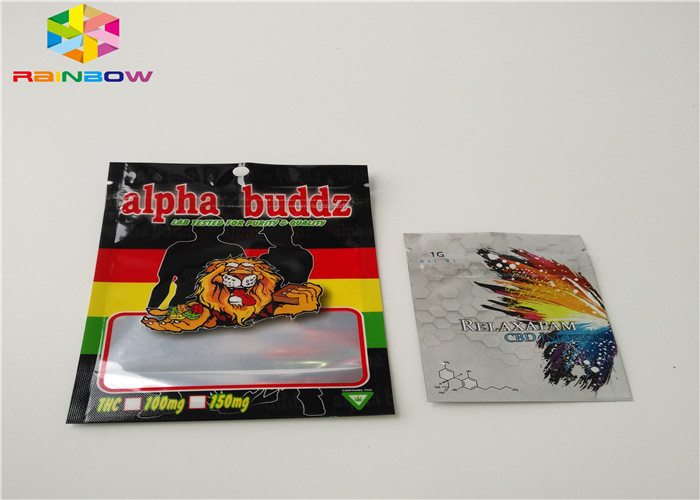 RAINBOW
alpha buddz
LAB TESTED FOR PURITY & QUALITY
THC 100mg 150mg
1G
RELAXAPAM
CBD